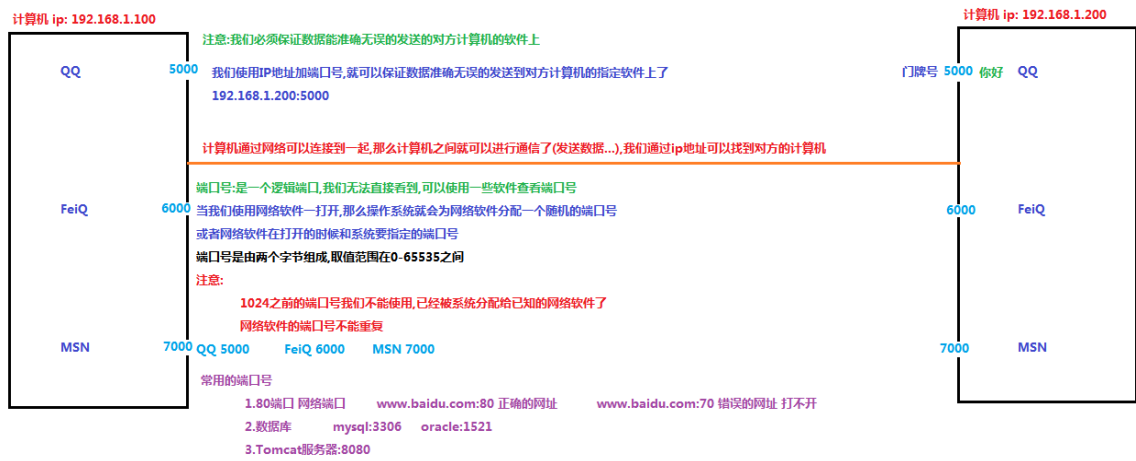 计算机 ip: 192.168.1.100
计算机 ip: 192.168.1.200
注意:我们必须保证数据能准确无误的发送的对方计算机的软件上
QQ 5000 我们使用IP地址加端口号,就可以保证数据准确无误的发送到对方计算机的指定软件上了 门牌号 5000 你好 QQ
192.168.1.200:5000
计算机通过网络可以连接到一起,那么计算机之间就可以进行通信了(发送数据...),我们通过ip地址可以找到对方的计算机
端口号:是一个逻辑端口,我们无法直接看到,可以使用一些软件查看端口号
FeiQ 6000 当我们使用网络软件一打开,那么操作系统就会为网络软件分配一个随机的端口号 6000 FeiQ
或者网络软件在打开的时候和系统要指定的端口号
端口号是由两个字节组成,取值范围在0-65535之间
注意:
1024之前的端口号我们不能使用,已经被系统分配给已知的网络软件了
网络软件的端口号不能重复
MSN 7000 QQ 5000 FeiQ 6000 MSN 7000 7000 MSN
常用的端口号
1.80端口 网络端口 www.baidu.com:80 正确的网址 www.baidu.com:70 错误的网址 打不开
2.数据库 mysql:3306 oracle:1521
3.Tomcat服务器:8080